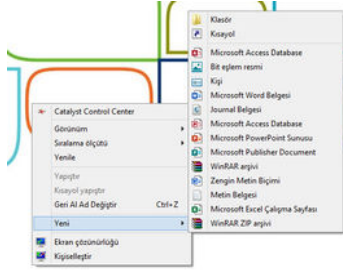 Catalyst Control Center
Görünüm
Sıralama ölçütü
Yenile
Yapıştır
Kısayol yapıştır
Geri Al Ad Değiştir Ctrl+Z
Yeni
Ekran çözünürlüğü
Kişiselleştir
Klasör
Kısayol
Microsoft Access Database
Bit eşlem resmi
Kişi
Microsoft Word Belgesi
Journal Belgesi
Microsoft Access Database
Microsoft PowerPoint Sunusu
Microsoft Publisher Document
WinRAR arşivi
Zengin Metin Biçimi
Metin Belgesi
Microsoft Excel Çalışma Sayfası
WinRAR ZIP arşivi